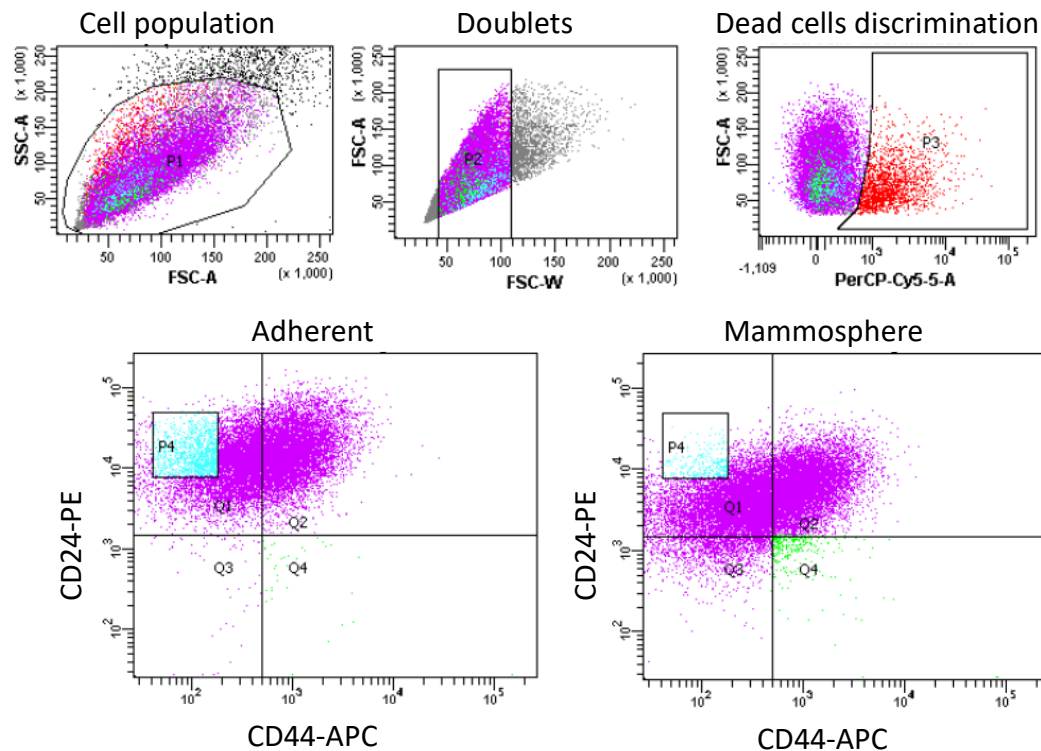 Cell population
Doublets
Dead cells discrimination
SSC-A
(x 1,000)
50 100 150 200 250
P1
50 100 150 200 250
FSC-A
(x 1,000)
FSC-A
(x 1,000)
50 100 150 200 250
P2
50 100 150 200 250
FSC-W
(x 1,000)
FSC-A
(x 1,000)
50 100 150 200 250
P3
-1,109
0 10³ 10⁴ 10⁵
PerCP-Cy5-5-A
Adherent
Mammosphere
CD24-PE
10² 10³ 10⁴ 10⁵
P4
Q1
Q2
Q3
Q4
10² 10³ 10⁴ 10⁵
CD44-APC
CD24-PE
10² 10³ 10⁴ 10⁵
P4
Q1
Q2
Q3
Q4
10² 10³ 10⁴ 10⁵
CD44-APC